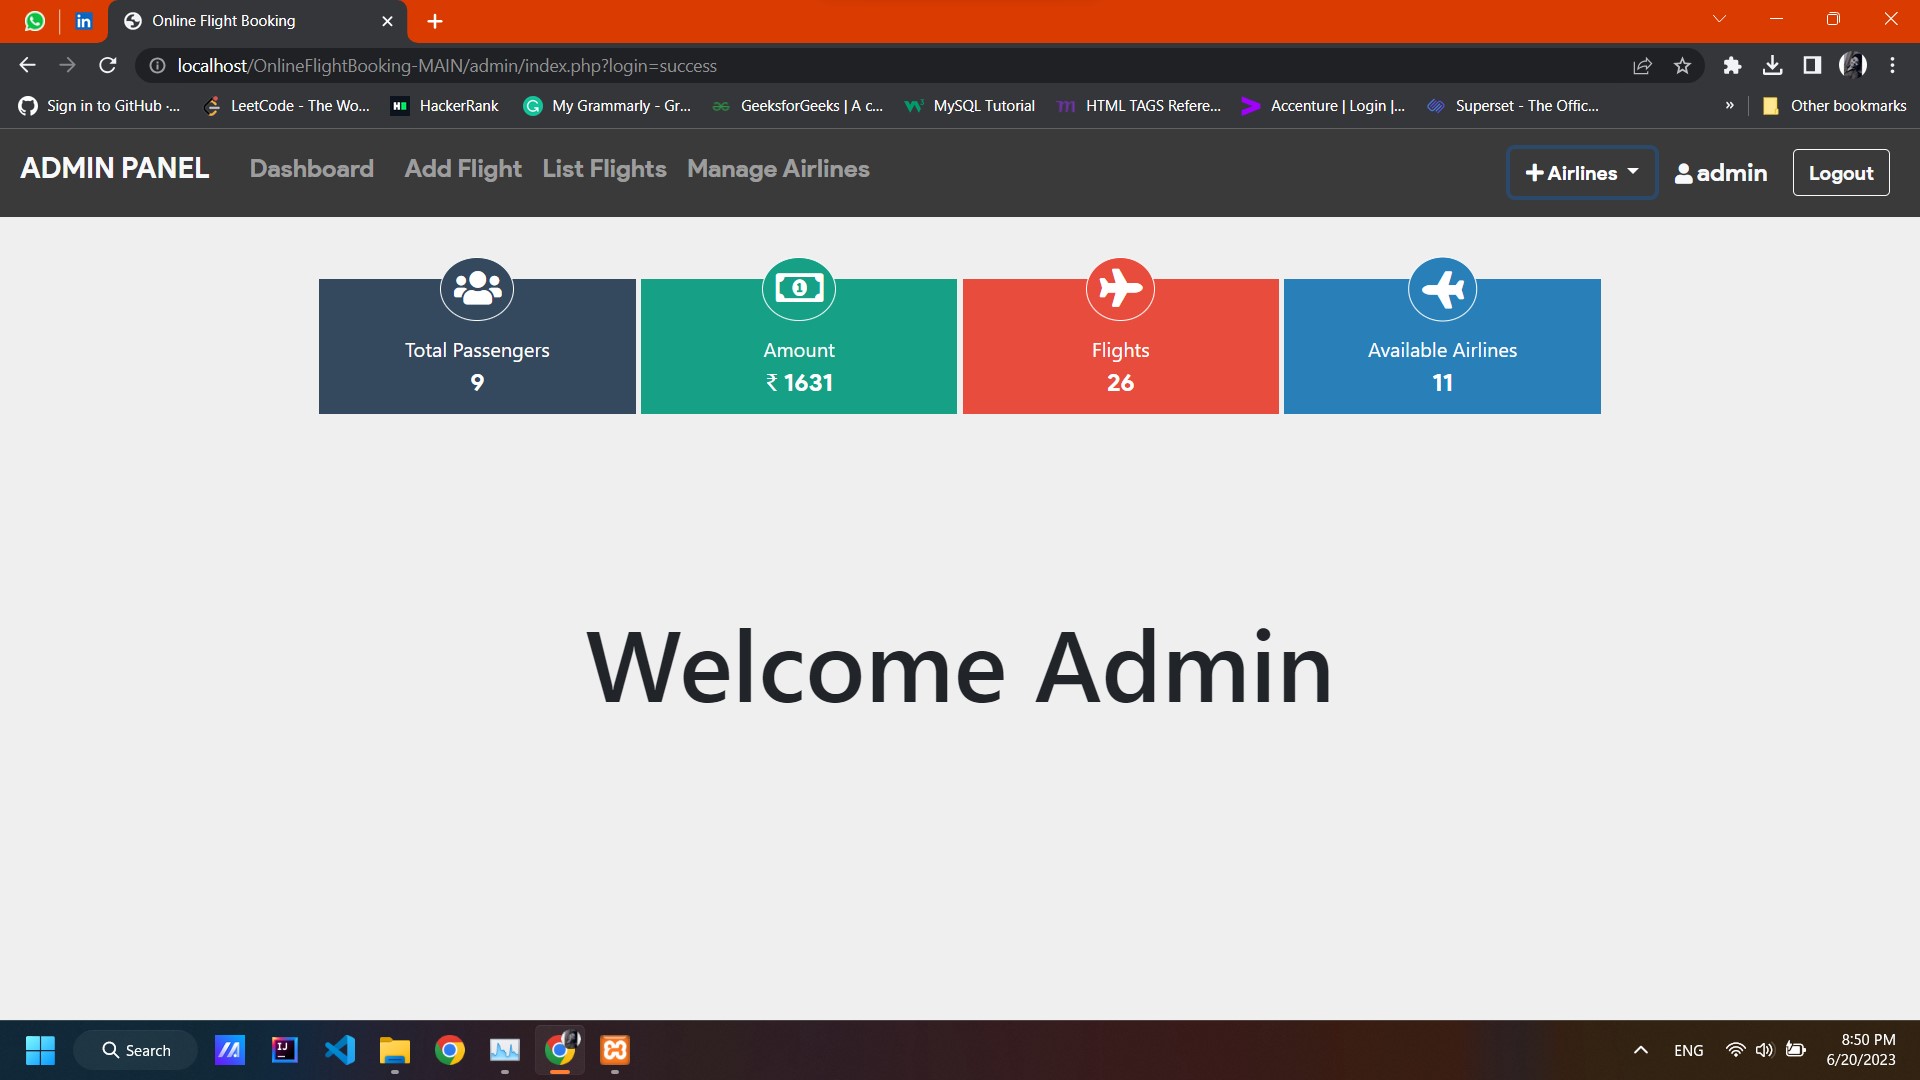 Online Flight Booking
localhost/OnlineFlightBooking-MAIN/admin/index.php?login=success
Sign in to GitHub ·... LeetCode - The Wo... HackerRank My Grammarly - Gr... GeeksforGeeks | A c... MySQL Tutorial HTML TAGS Refere... Accenture | Login |... Superset - The Offic... » Other bookmarks
ADMIN PANEL Dashboard Add Flight List Flights Manage Airlines Airlines admin Logout
Total Passengers
9
Amount
₹ 1631
Flights
26
Available Airlines
11
Welcome Admin
Search
ENG
8:50 PM
6/20/2023